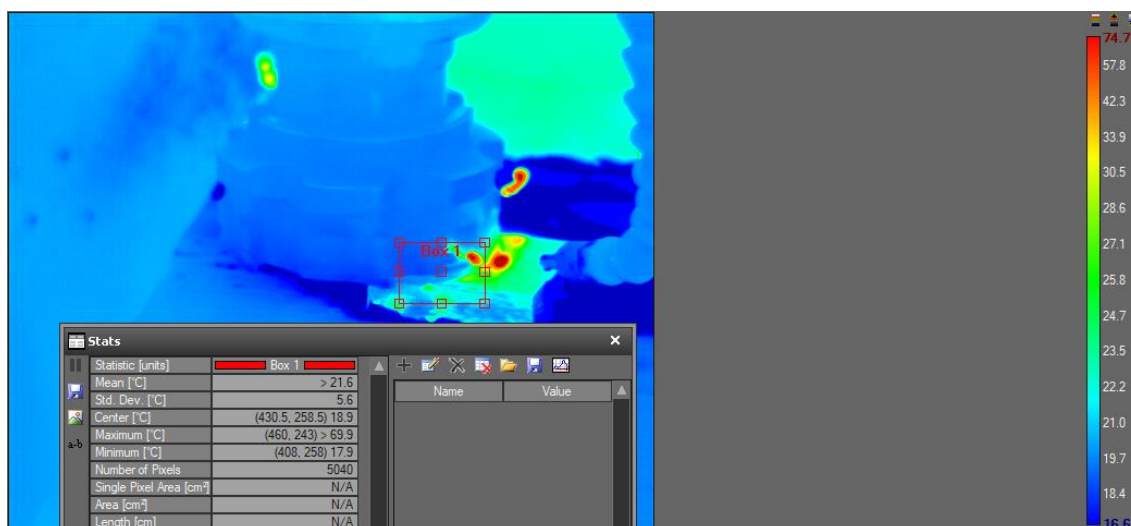 74.7
57.8
42.3
33.9
30.5
28.6
27.1
25.8
24.7
23.5
22.2
21.0
19.7
18.4
16.6
Box 1
Stats
Statistic [units] Box 1
Mean [°C] > 21.6
Std. Dev. [°C] 5.6
Center [°C] (430.5, 258.5) 18.9
Maximum [°C] (460, 243) > 69.9
Minimum [°C] (408, 258) 17.9
Number of Pixels 5040
Single Pixel Area [cm²] N/A
Area [cm²] N/A
Length [cm] N/A
a-b
Name Value